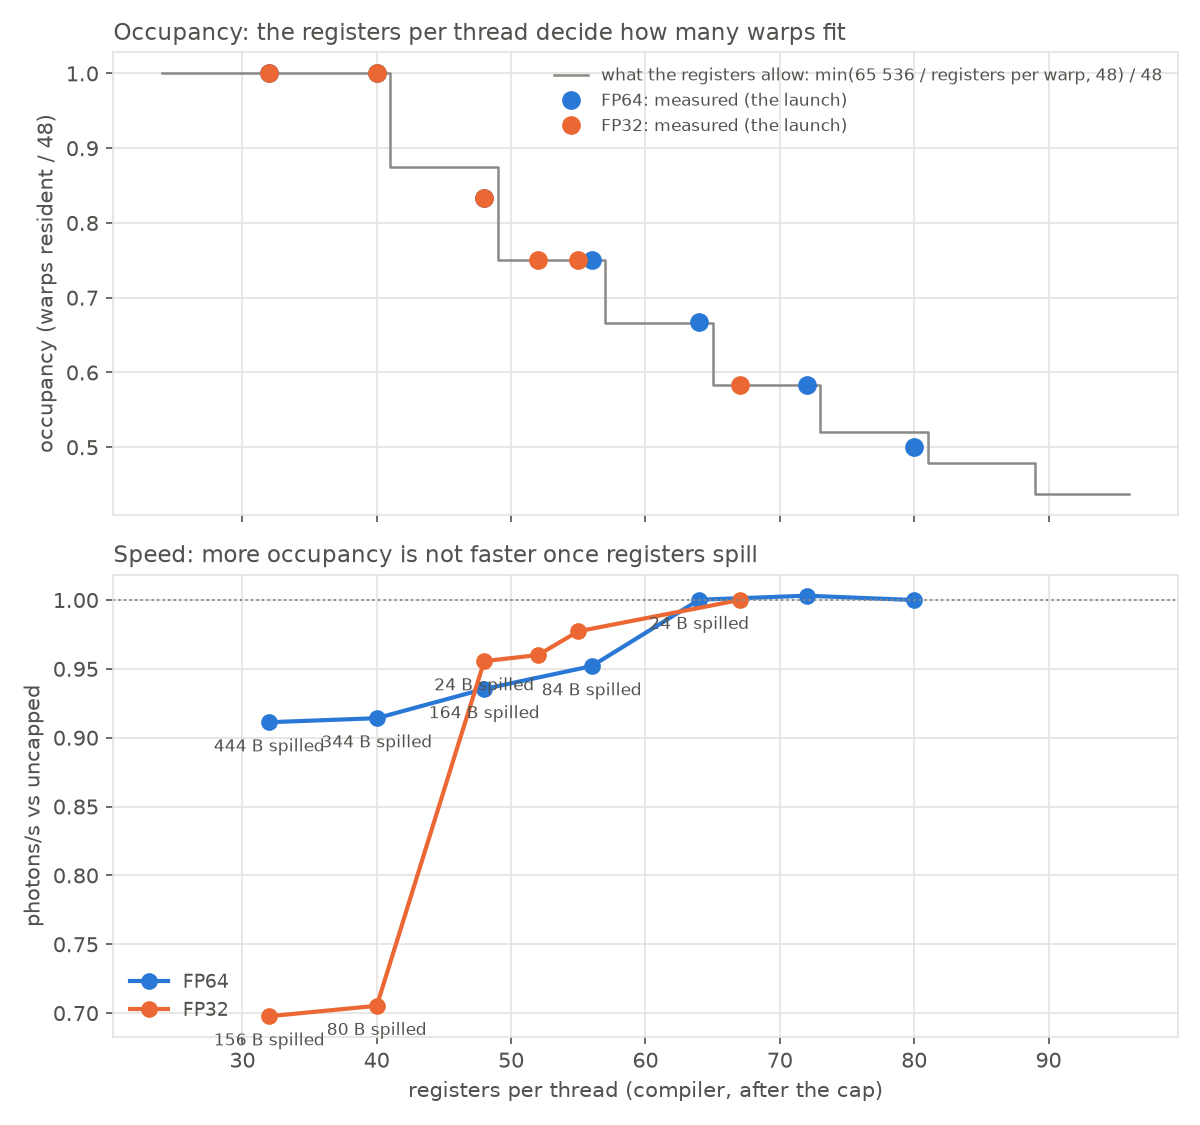 Occupancy: the registers per thread decide how many warps fit
what the registers allow: min(65 536 / registers per warp, 48) / 48
FP64: measured (the launch)
FP32: measured (the launch)
occupancy (warps resident / 48)
1.0
0.9
0.8
0.7
0.6
0.5
Speed: more occupancy is not faster once registers spill
photons/s vs uncapped
1.00
0.95
0.90
0.85
0.80
0.75
0.70
24 B spilled
24 B spilled
84 B spilled
164 B spilled
444 B spilled
344 B spilled
FP64
FP32
156 B spilled
80 B spilled
30
40
50
60
70
80
90
registers per thread (compiler, after the cap)